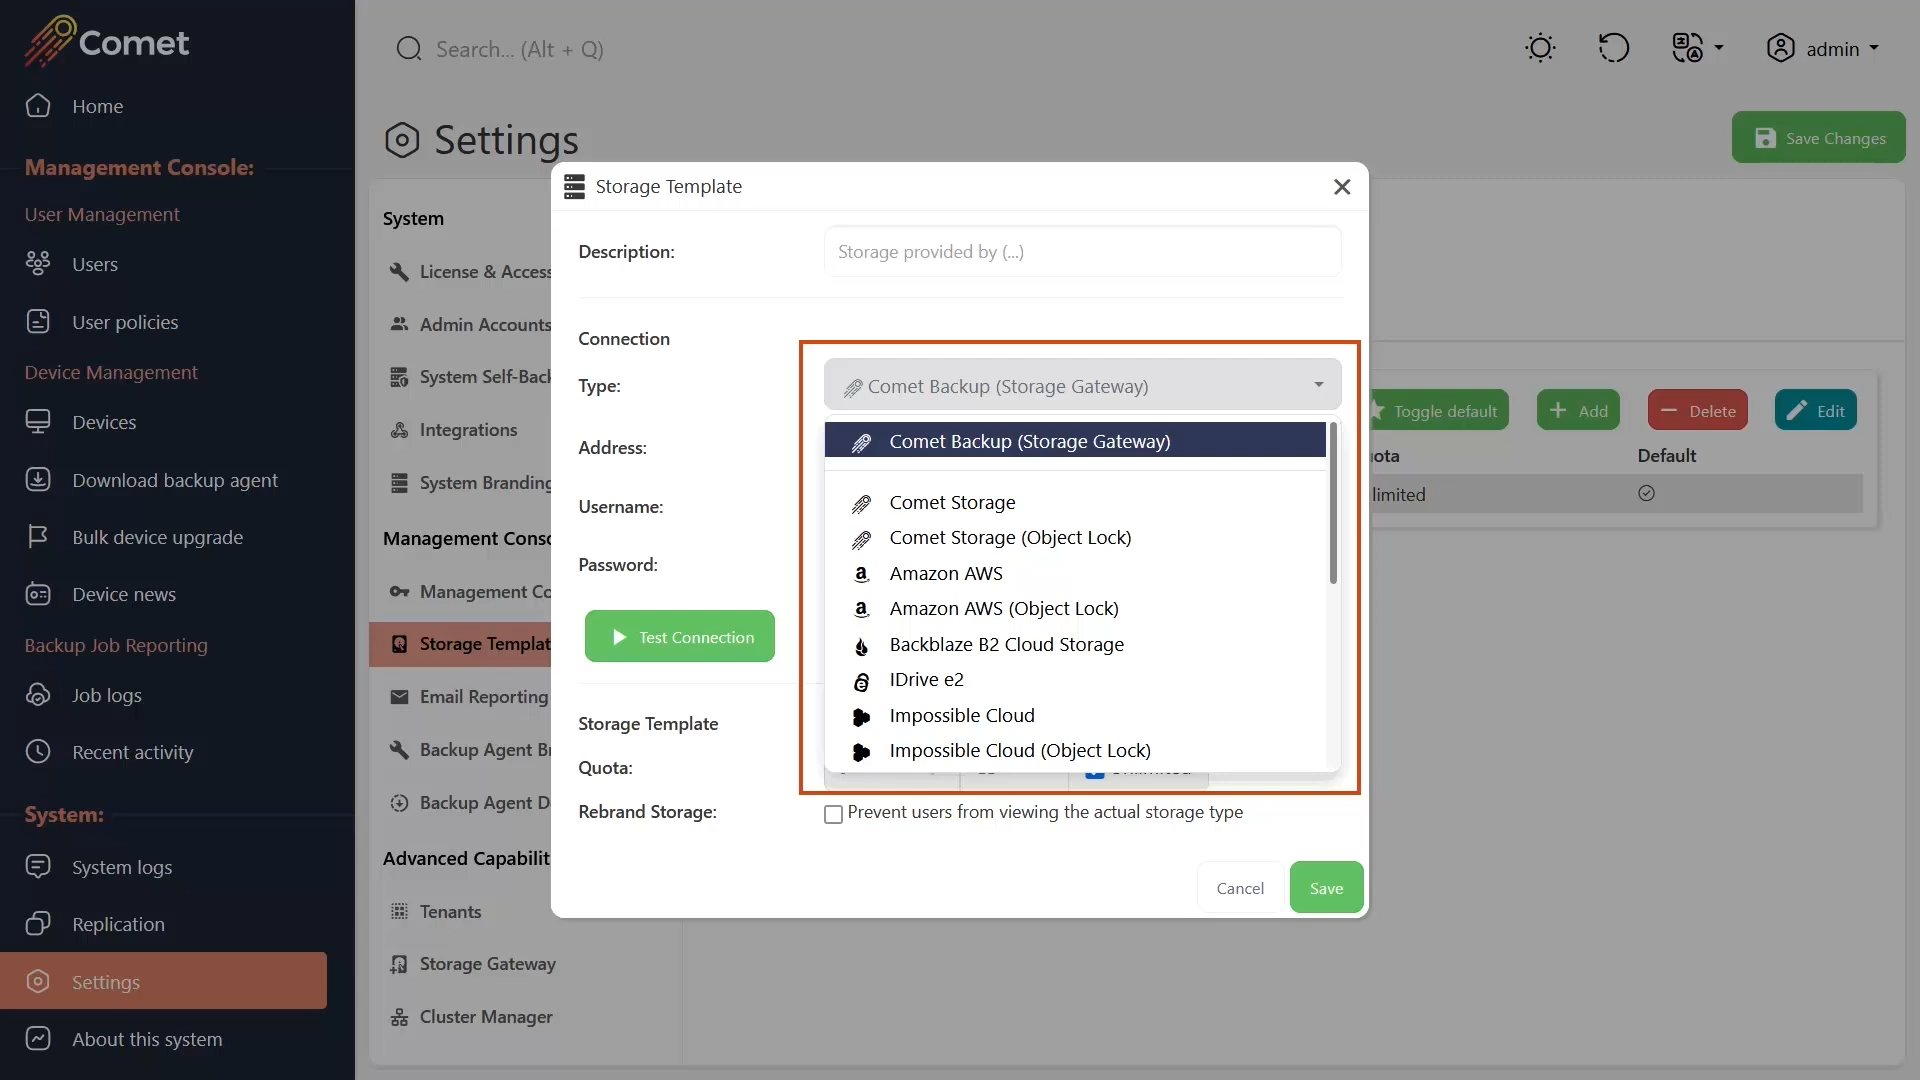 Comet
Search... (Alt + Q)
admin
Home
Management Console:
User Management
Users
User policies
Device Management
Devices
Download backup agent
Bulk device upgrade
Device news
Backup Job Reporting
Job logs
Recent activity
System:
System logs
Replication
Settings
About this system
Settings
Save Changes
System
License & Access
Admin Accounts
System Self-Back
Integrations
System Branding
Management Conso
Management Co
Storage Templat
Email Reporting
Backup Agent Br
Backup Agent D
Advanced Capabilit
Tenants
Storage Gateway
Cluster Manager
Toggle default
Add
Delete
Edit
ota
Default
limited
Storage Template
Description:
Storage provided by (...)
Connection
Type:
Comet Backup (Storage Gateway)
Address:
Username:
Password:
Comet Backup (Storage Gateway)
Comet Storage
Comet Storage (Object Lock)
Amazon AWS
Amazon AWS (Object Lock)
Backblaze B2 Cloud Storage
IDrive e2
Impossible Cloud
Impossible Cloud (Object Lock)
Test Connection
Storage Template
Quota:
Unlimited
Rebrand Storage:
Prevent users from viewing the actual storage type
Cancel
Save